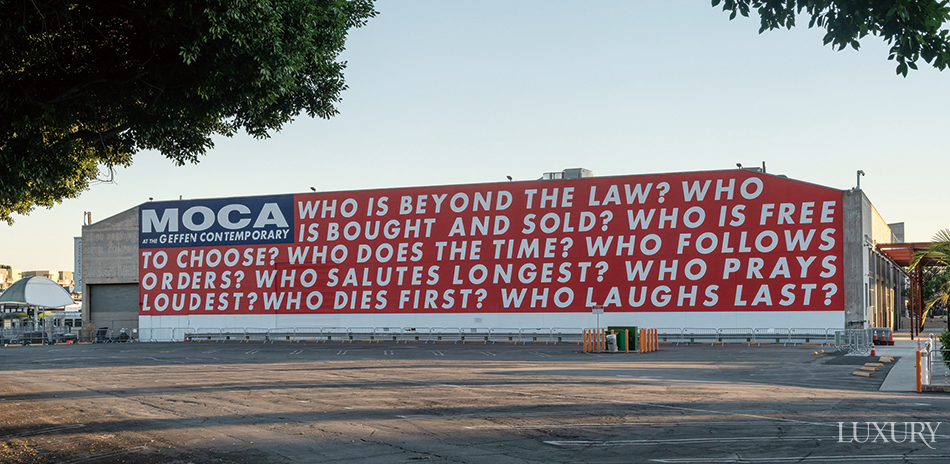 MOCA
AT THE GEFFEN CONTEMPORARY
WHO IS BEYOND THE LAW? WHO
IS BOUGHT AND SOLD? WHO IS FREE
TO CHOOSE? WHO DOES THE TIME? WHO FOLLOWS
ORDERS? WHO SALUTES LONGEST? WHO PRAYS
LOUDEST? WHO DIES FIRST? WHO LAUGHS LAST?
LUXURY